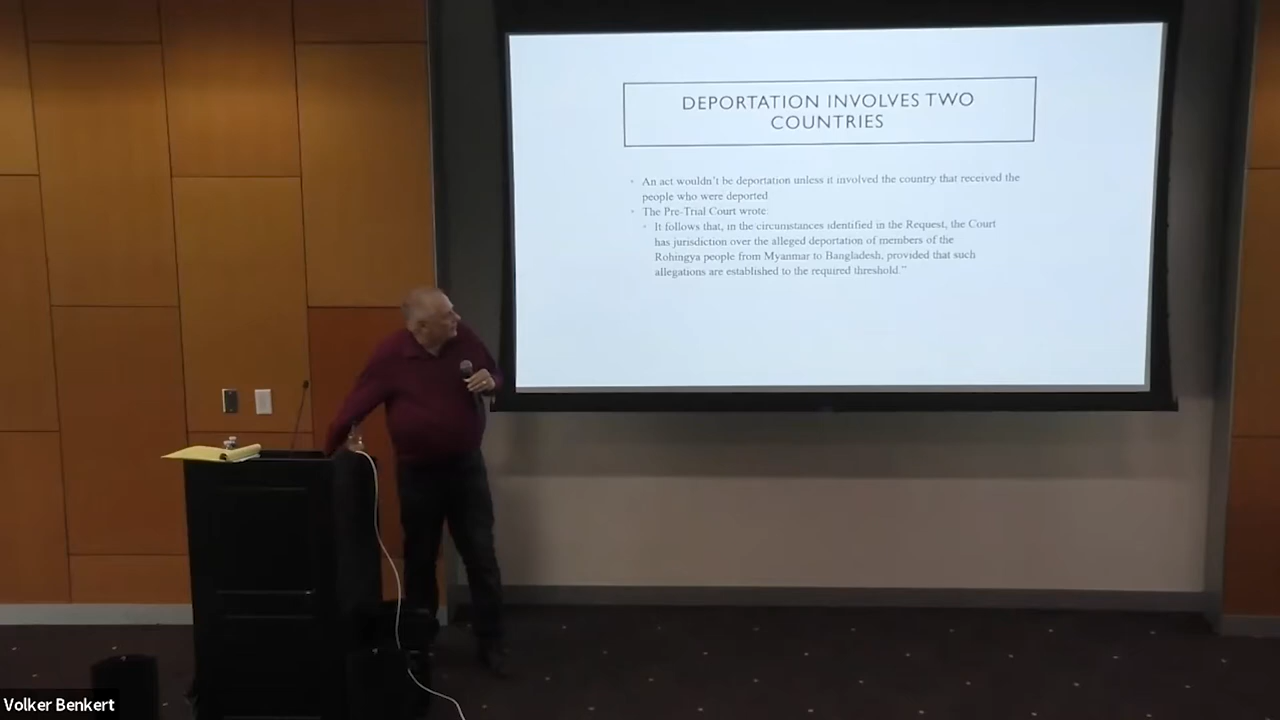 DEPORTATION INVOLVES TWO
COUNTRIES
• An act wouldn't be deportation unless it involved the country that received the
people who were deported
• The Pre-Trial Court wrote:
• It follows that, in the circumstances identified in the Request, the Court
has jurisdiction over the alleged deportation of members of the
Rohingya people from Myanmar to Bangladesh, provided that such
allegations are established to the required threshold."
Volker Benkert